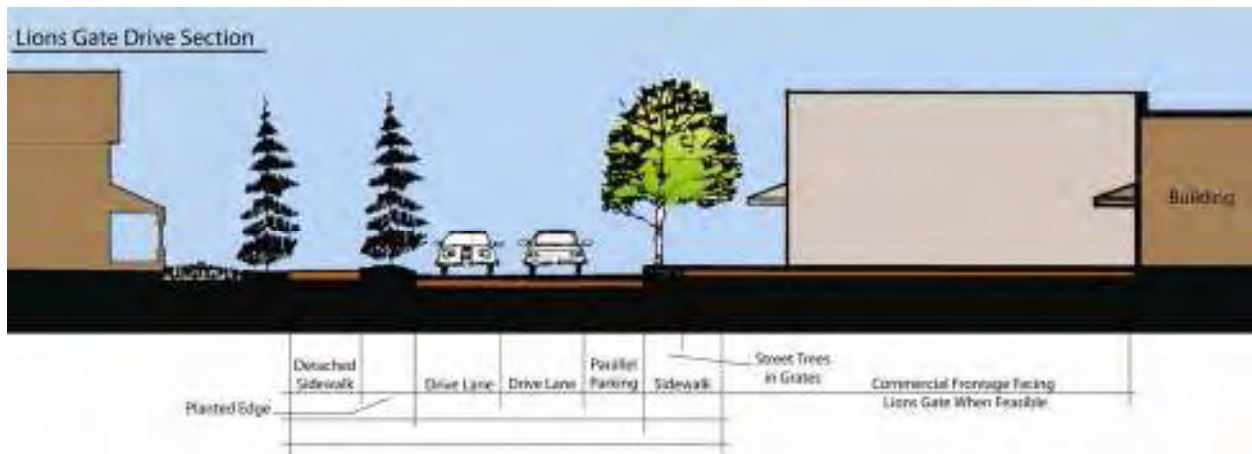 Lions Gate Drive Section
Building
Detached
Sidewalk
Drive Lane
Drive Lane
Parallel
Parking
Sidewalk
Street Trees
in Grates
Commercial Frontage Facing
Lions Gate When Feasible
Planted Edge